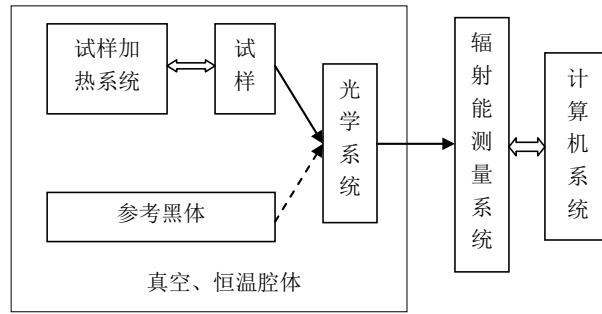 试样加
热系统
试
样
光
学
系
统
辐
射
能
测
量
系
统
计
算
机
系
统
参考黑体
真空、恒温腔体